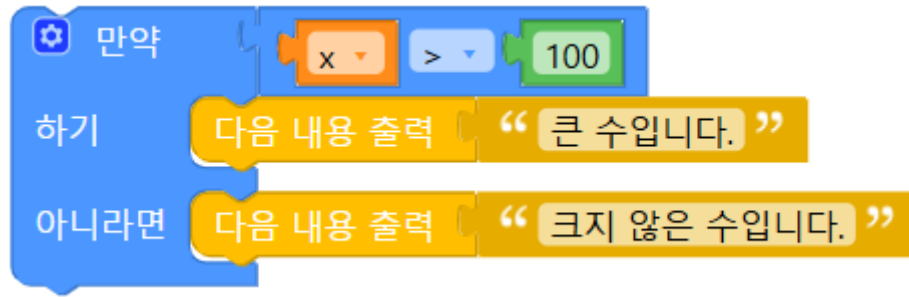 만약 x > 100
하기 다음 내용 출력 “ 큰 수입니다. ”
아니라면 다음 내용 출력 “ 크지 않은 수입니다. ”